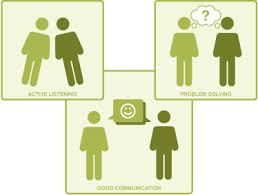 ?
ACTIVE LISTENING
PROBLEM SOLVING
GOOD COMMUNICATION